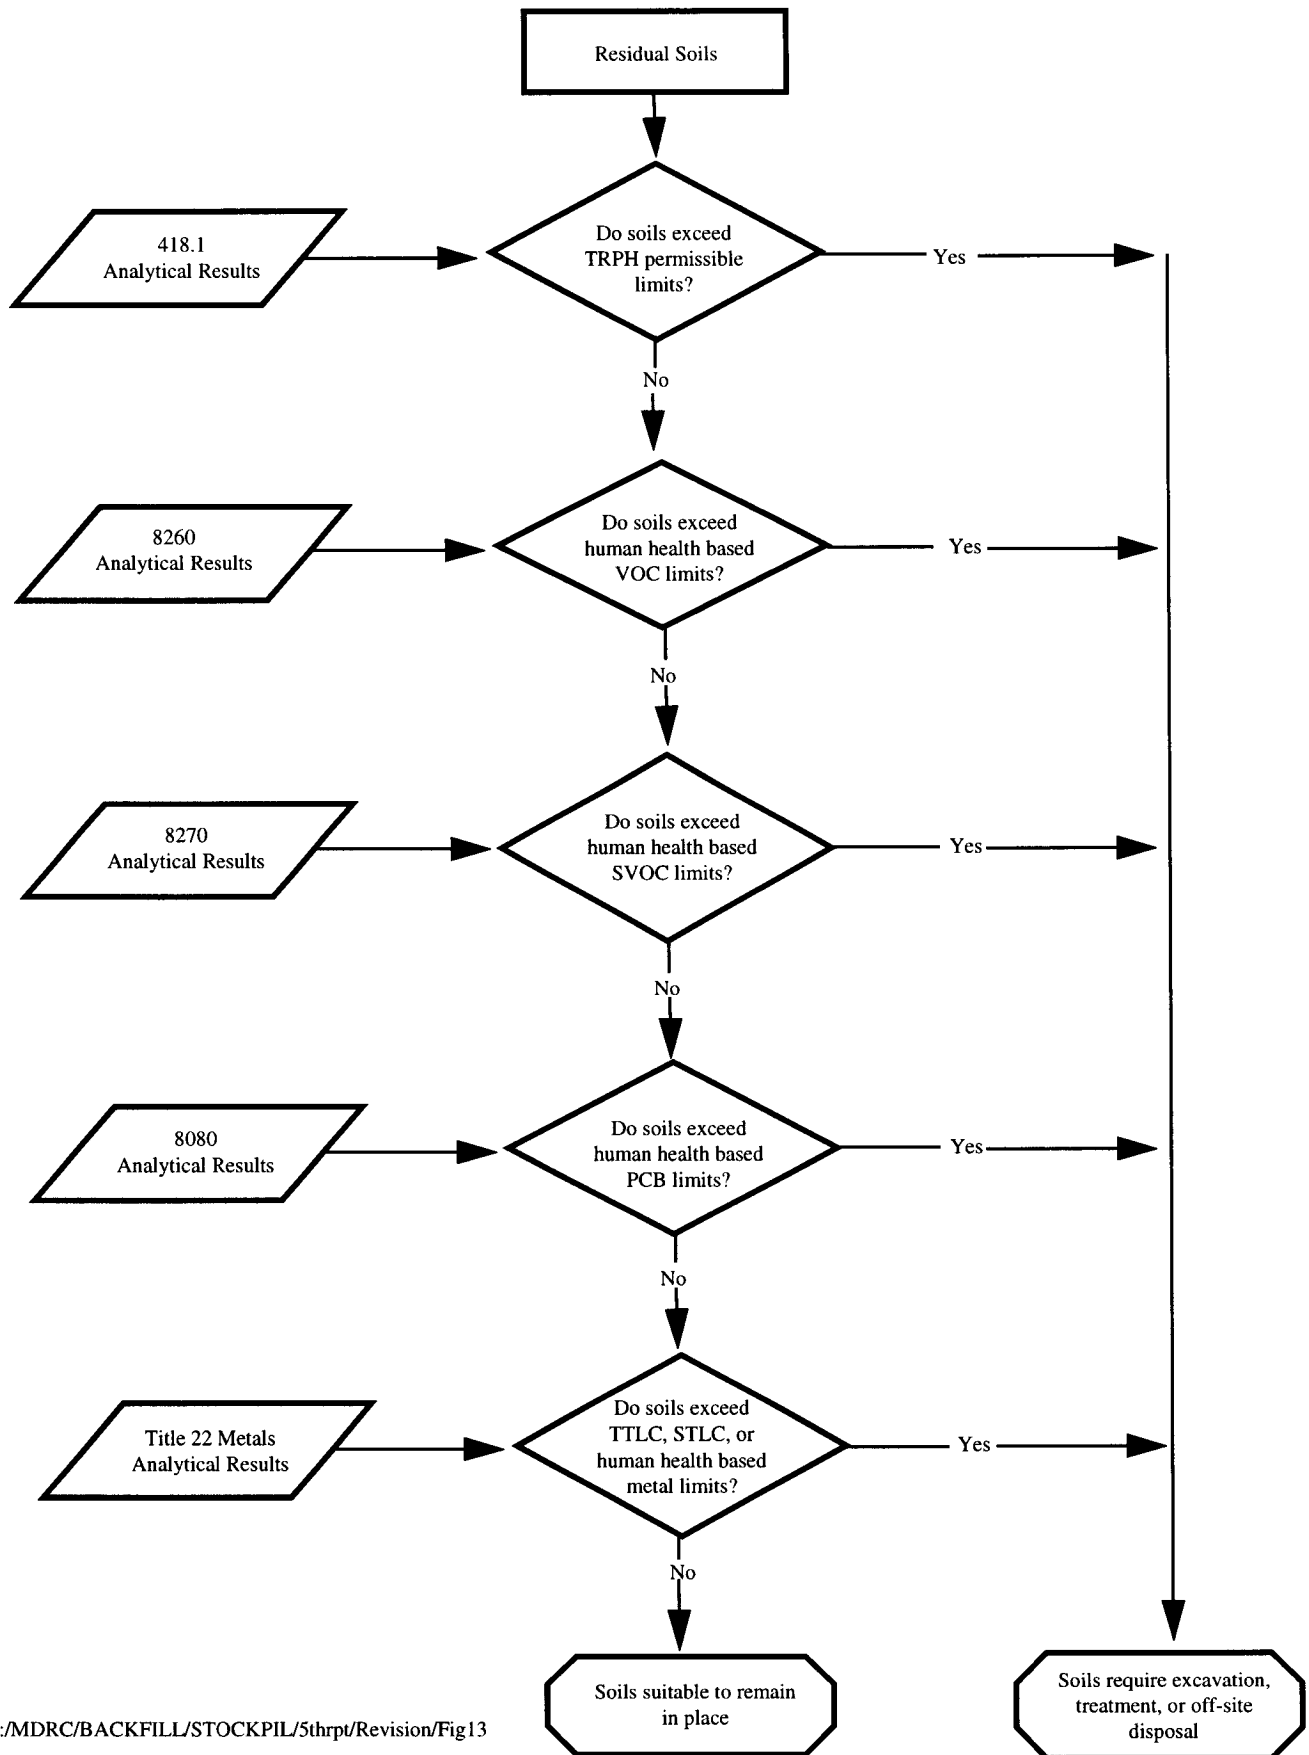 Residual Soils
418.1
Analytical Results
Do soils exceed
TRPH permissible
limits?
Yes
No
8260
Analytical Results
Do soils exceed
human health based
VOC limits?
Yes
No
8270
Analytical Results
Do soils exceed
human health based
SVOC limits?
Yes
No
8080
Analytical Results
Do soils exceed
human health based
PCB limits?
Yes
No
Title 22 Metals
Analytical Results
Do soils exceed
TTLC, STLC, or
human health based
metal limits?
Yes
No
Soils suitable to remain
in place
Soils require excavation,
treatment, or off-site
disposal
:/MDRC/BACKFILL/STOCKPIL/5thrpt/Revision/Fig13